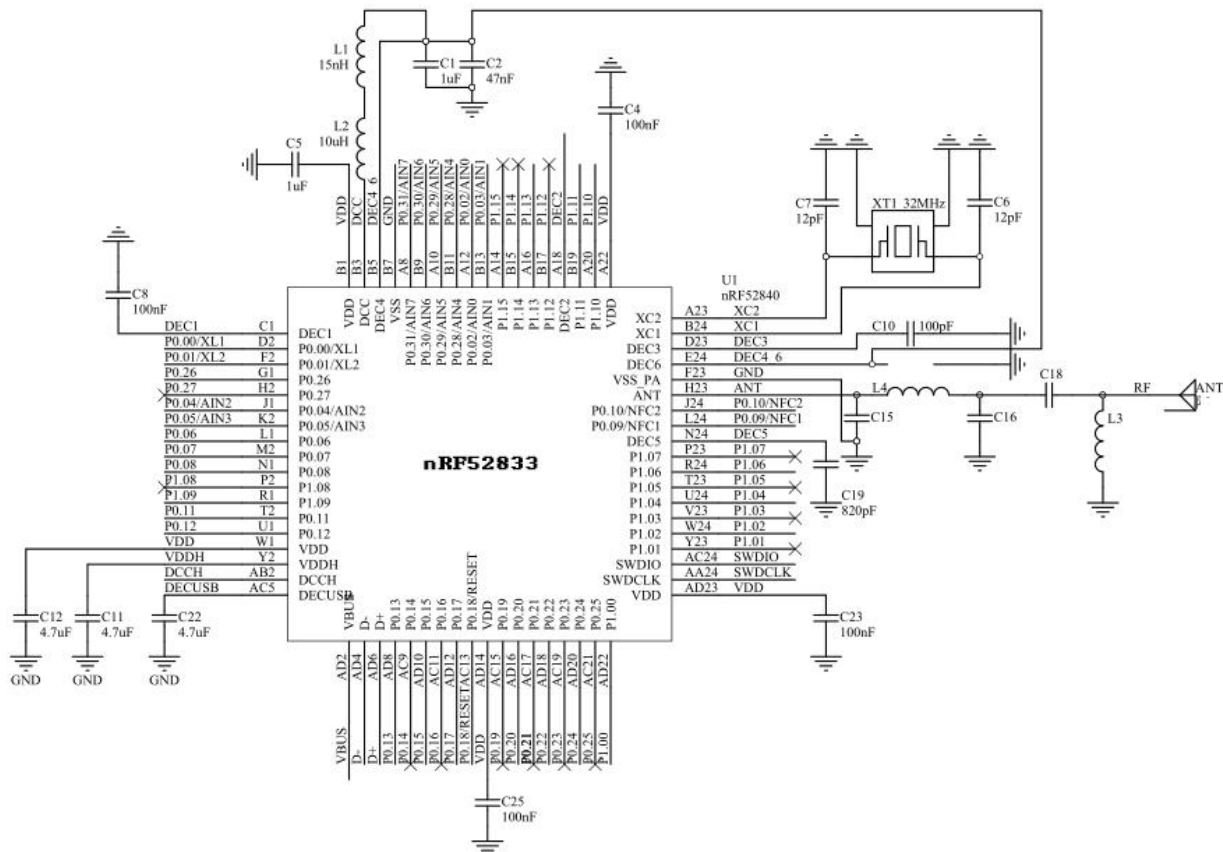 L1
15nH
C1
1uF
C2
47nF
C4
100nF
L2
10uH
C5
1uF
VDD
DCC
DEC4_6
GND
P0.31/AIN7
P0.30/AIN6
P0.29/AIN5
P0.28/AIN4
P0.02/AIN0
P0.03/AIN1
P1.15
P1.14
P1.13
P1.12
DEC2
P1.11
P1.10
VDD
B1
B3
B5
B7
A8
B9
A10
B11
A12
B13
A14
B15
A16
B17
A18
B19
A20
A22
VDD
DCC
DEC4
VSS
P0.31/AIN7
P0.30/AIN6
P0.29/AIN5
P0.28/AIN4
P0.02/AIN0
P0.03/AIN1
P1.15
P1.14
P1.13
P1.12
DEC2
P1.11
P1.10
VDD
C7
12pF
XT1 32MHz
C6
12pF
C8
100nF
U1
nRF52840
DEC1 C1 DEC1
P0.00/XL1 D2 P0.00/XL1
P0.01/XL2 F2 P0.01/XL2
P0.26 G1 P0.26
P0.27 H2 P0.27
P0.04/AIN2 J1 P0.04/AIN2
P0.05/AIN3 K2 P0.05/AIN3
P0.06 L1 P0.06
P0.07 M2 P0.07
P0.08 N1 P0.08
P1.08 P2 P1.08
P1.09 R1 P1.09
P0.11 T2 P0.11
P0.12 U1 P0.12
VDD W1 VDD
VDDH Y2 VDDH
DCCH AB2 DCCH
DECUSB AC5 DECUSB
nRF52833
XC2 A23 XC2
XC1 B24 XC1
DEC3 D23 DEC3
DEC6 E24 DEC4_6
VSS_PA F23 GND
ANT H23 ANT
P0.10/NFC2 J24 P0.10/NFC2
P0.09/NFC1 L24 P0.09/NFC1
DEC5 N24 DEC5
P1.07 P23 P1.07
P1.06 R24 P1.06
P1.05 T23 P1.05
P1.04 U24 P1.04
P1.03 V23 P1.03
P1.02 W24 P1.02
P1.01 Y23 P1.01
SWDIO AC24 SWDIO
SWDCLK AA24 SWDCLK
VDD AD23 VDD
C10
100pF
L4
C15
C16
C18
RF
ANT
L3
C19
820pF
C23
100nF
C12
4.7uF
GND
C11
4.7uF
GND
C22
4.7uF
GND
VBUS
D-
D+
P0.13
P0.14
P0.15
P0.16
P0.17
P0.18/RESET
VDD
P0.19
P0.20
P0.21
P0.22
P0.23
P0.24
P0.25
P1.00
AD2
AD4
AD6
AD8
AC9
AD10
AC11
AD12
AC13
AD14
AC15
AD16
AC17
AD18
AC19
AD20
AC21
AD22
VBUS
D-
D+
P0.13
P0.14
P0.15
P0.16
P0.17
P0.18/RESET
VDD
P0.19
P0.20
P0.21
P0.22
P0.23
P0.24
P0.25
P1.00
C25
100nF